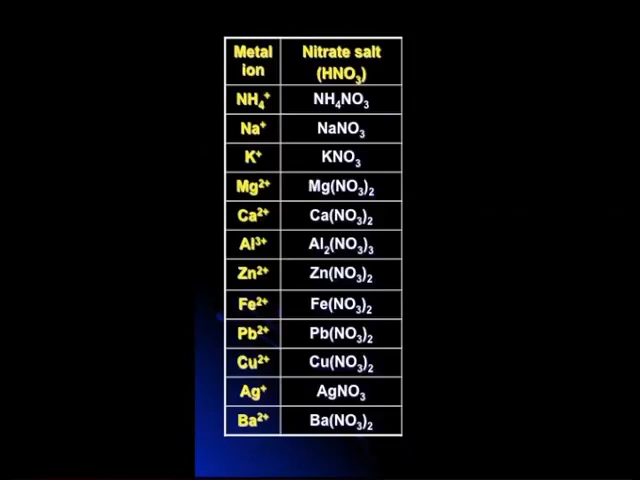 Metal ion Nitrate salt (HNO₃)
NH₄⁺ NH₄NO₃
Na⁺ NaNO₃
K⁺ KNO₃
Mg²⁺ Mg(NO₃)₂
Ca²⁺ Ca(NO₃)₂
Al³⁺ Al₂(NO₃)₃
Zn²⁺ Zn(NO₃)₂
Fe²⁺ Fe(NO₃)₂
Pb²⁺ Pb(NO₃)₂
Cu²⁺ Cu(NO₃)₂
Ag⁺ AgNO₃
Ba²⁺ Ba(NO₃)₂